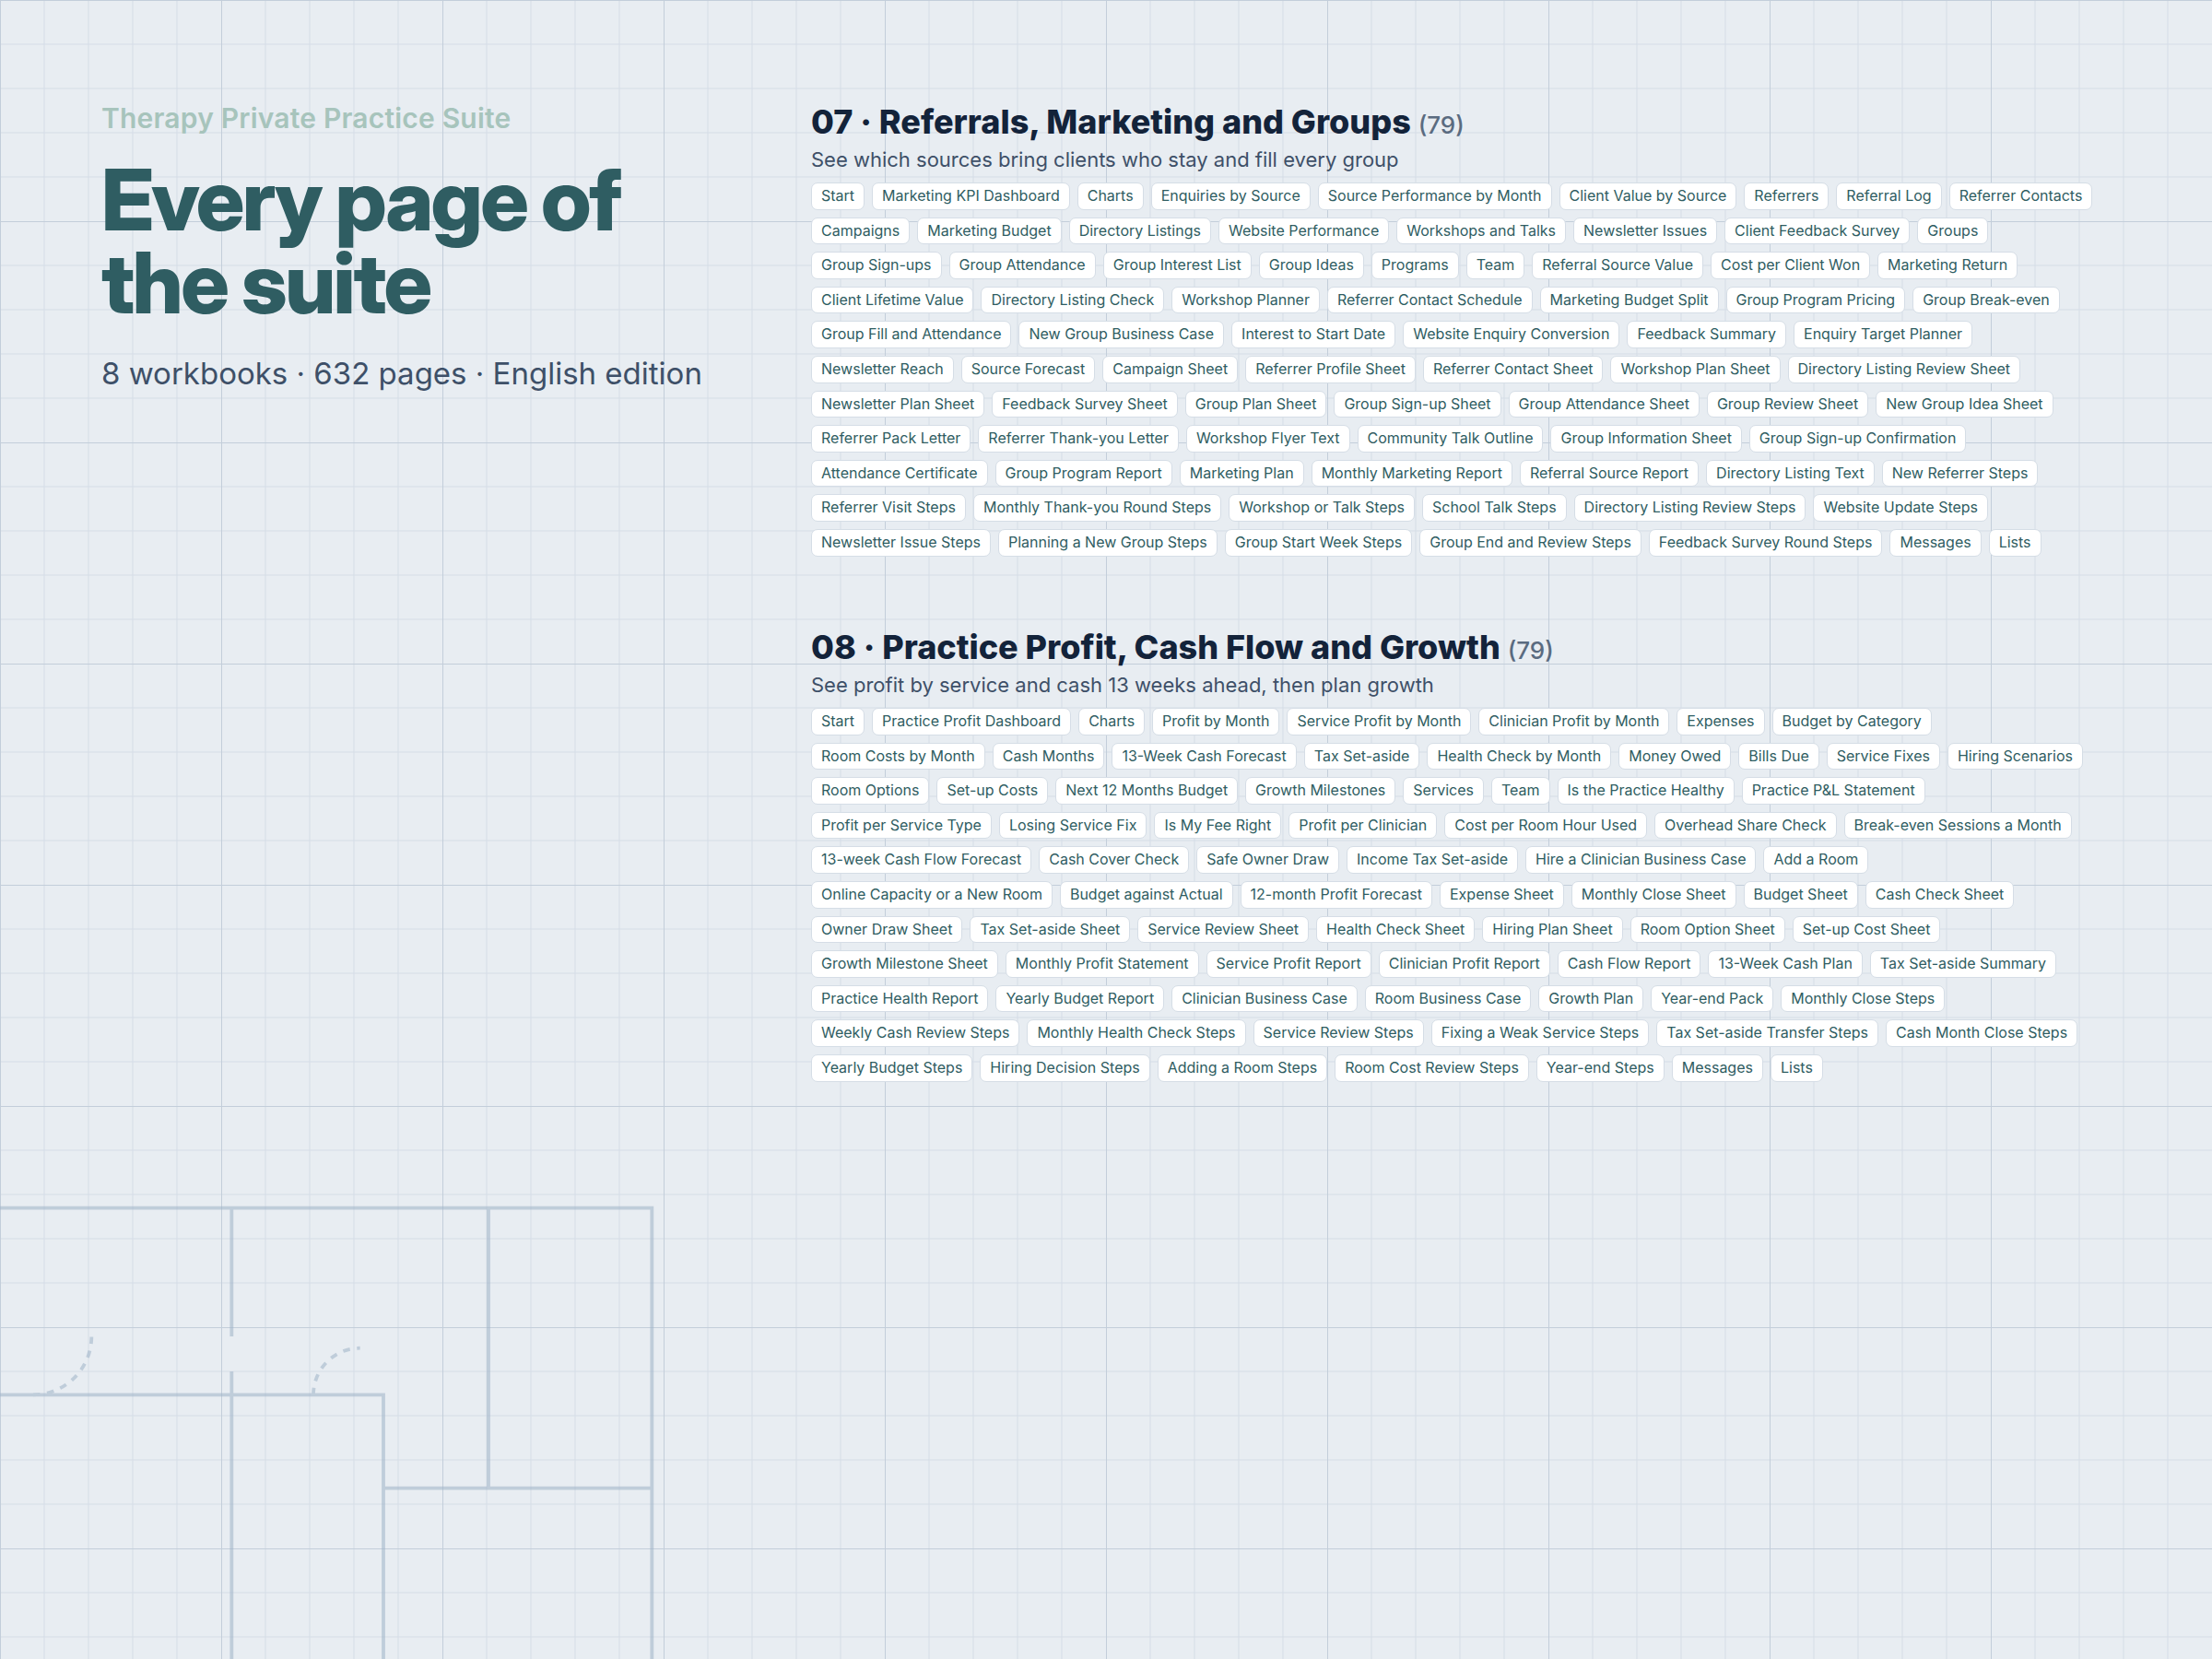 Therapy Private Practice Suite
Every page of
the suite
8 workbooks · 632 pages · English edition
07 · Referrals, Marketing and Groups (79)
See which sources bring clients who stay and fill every group
Start Marketing KPI Dashboard Charts Enquiries by Source Source Performance by Month Client Value by Source Referrers Referral Log Referrer Contacts
Campaigns Marketing Budget Directory Listings Website Performance Workshops and Talks Newsletter Issues Client Feedback Survey Groups
Group Sign-ups Group Attendance Group Interest List Group Ideas Programs Team Referral Source Value Cost per Client Won Marketing Return
Client Lifetime Value Directory Listing Check Workshop Planner Referrer Contact Schedule Marketing Budget Split Group Program Pricing Group Break-even
Group Fill and Attendance New Group Business Case Interest to Start Date Website Enquiry Conversion Feedback Summary Enquiry Target Planner
Newsletter Reach Source Forecast Campaign Sheet Referrer Profile Sheet Referrer Contact Sheet Workshop Plan Sheet Directory Listing Review Sheet
Newsletter Plan Sheet Feedback Survey Sheet Group Plan Sheet Group Sign-up Sheet Group Attendance Sheet Group Review Sheet New Group Idea Sheet
Referrer Pack Letter Referrer Thank-you Letter Workshop Flyer Text Community Talk Outline Group Information Sheet Group Sign-up Confirmation
Attendance Certificate Group Program Report Marketing Plan Monthly Marketing Report Referral Source Report Directory Listing Text New Referrer Steps
Referrer Visit Steps Monthly Thank-you Round Steps Workshop or Talk Steps School Talk Steps Directory Listing Review Steps Website Update Steps
Newsletter Issue Steps Planning a New Group Steps Group Start Week Steps Group End and Review Steps Feedback Survey Round Steps Messages Lists
08 · Practice Profit, Cash Flow and Growth (79)
See profit by service and cash 13 weeks ahead, then plan growth
Start Practice Profit Dashboard Charts Profit by Month Service Profit by Month Clinician Profit by Month Expenses Budget by Category
Room Costs by Month Cash Months 13-Week Cash Forecast Tax Set-aside Health Check by Month Money Owed Bills Due Service Fixes Hiring Scenarios
Room Options Set-up Costs Next 12 Months Budget Growth Milestones Services Team Is the Practice Healthy Practice P&L Statement
Profit per Service Type Losing Service Fix Is My Fee Right Profit per Clinician Cost per Room Hour Used Overhead Share Check Break-even Sessions a Month
13-week Cash Flow Forecast Cash Cover Check Safe Owner Draw Income Tax Set-aside Hire a Clinician Business Case Add a Room
Online Capacity or a New Room Budget against Actual 12-month Profit Forecast Expense Sheet Monthly Close Sheet Budget Sheet Cash Check Sheet
Owner Draw Sheet Tax Set-aside Sheet Service Review Sheet Health Check Sheet Hiring Plan Sheet Room Option Sheet Set-up Cost Sheet
Growth Milestone Sheet Monthly Profit Statement Service Profit Report Clinician Profit Report Cash Flow Report 13-Week Cash Plan Tax Set-aside Summary
Practice Health Report Yearly Budget Report Clinician Business Case Room Business Case Growth Plan Year-end Pack Monthly Close Steps
Weekly Cash Review Steps Monthly Health Check Steps Service Review Steps Fixing a Weak Service Steps Tax Set-aside Transfer Steps Cash Month Close Steps
Yearly Budget Steps Hiring Decision Steps Adding a Room Steps Room Cost Review Steps Year-end Steps Messages Lists